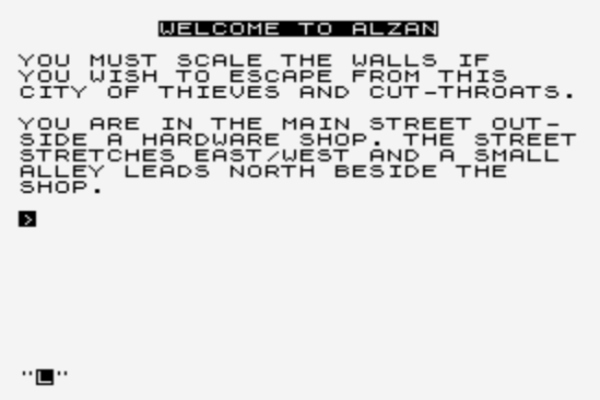 WELCOME TO ALZAN
YOU MUST SCALE THE WALLS IF
YOU WISH TO ESCAPE FROM THIS
CITY OF THIEVES AND CUT-THROATS.
YOU ARE IN THE MAIN STREET OUT-
SIDE A HARDWARE SHOP. THE STREET
STRETCHES EAST/WEST AND A SMALL
ALLEY LEADS NORTH BESIDE THE
SHOP.
>
"L"